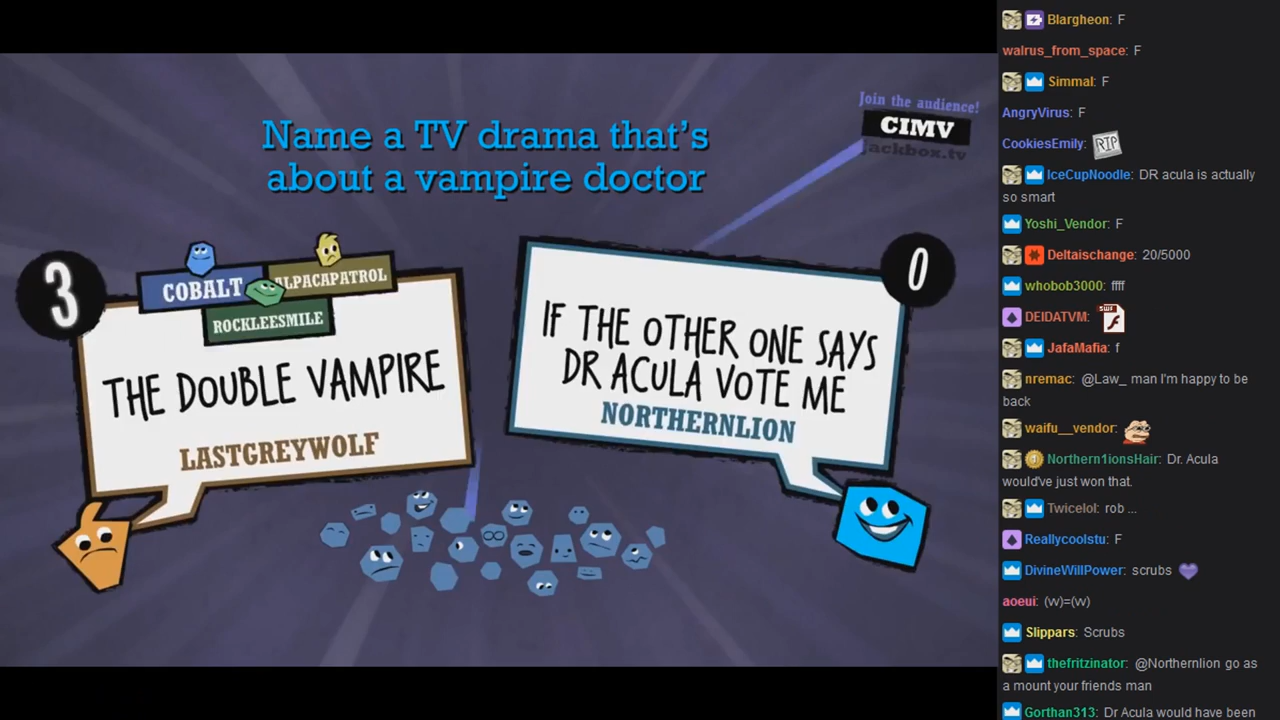 Name a TV drama that's
about a vampire doctor
Join the audience!
CIMV
jackbox.tv
3
COBALT
ALPACAPATROL
ROCKLEESMILE
THE DOUBLE VAMPIRE
LASTGREYWOLF
0
IF THE OTHER ONE SAYS
DR ACULA VOTE ME
NORTHERNLION
Blargheon: F
walrus_from_space: F
Simmal: F
AngryVirus: F
CookiesEmily: RIP
IceCupNoodle: DR acula is actually
so smart
Yoshi_Vendor: F
Deltaischange: 20/5000
whobob3000: ffff
DEIDATVM: SWF
JafaMafia: f
nremac: @Law_ man I'm happy to be
back
waifu__vendor:
Northern1ionsHair: Dr. Acula
would've just won that.
Twicelol: rob ...
Reallycoolstu: F
DivineWillPower: scrubs
aoeui: (vv)=(vv)
Slippars: Scrubs
thefritzinator: @Northernlion go as
a mount your friends man
Gorthan313: Dr Acula would have been